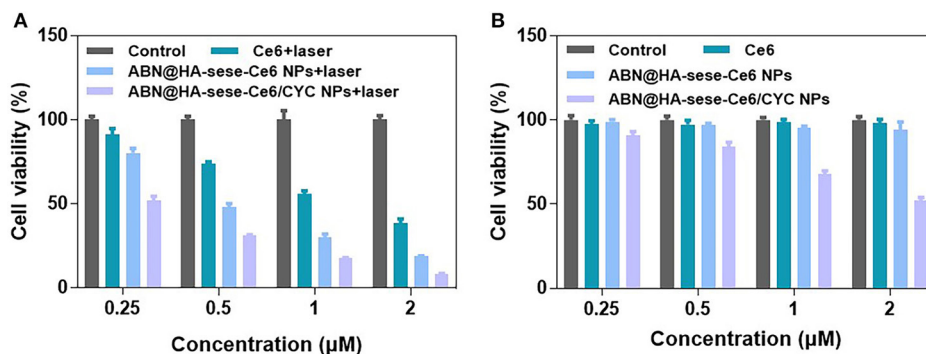 A
Cell viability (%)
150
100
50
0
Control
Ce6+laser
ABN@HA-sese-Ce6 NPs+laser
ABN@HA-sese-Ce6/CYC NPs+laser
0.25 0.5 1 2
Concentration (µM)
B
Cell viability (%)
150
100
50
0
Control
Ce6
ABN@HA-sese-Ce6 NPs
ABN@HA-sese-Ce6/CYC NPs
0.25 0.5 1 2
Concentration (µM)